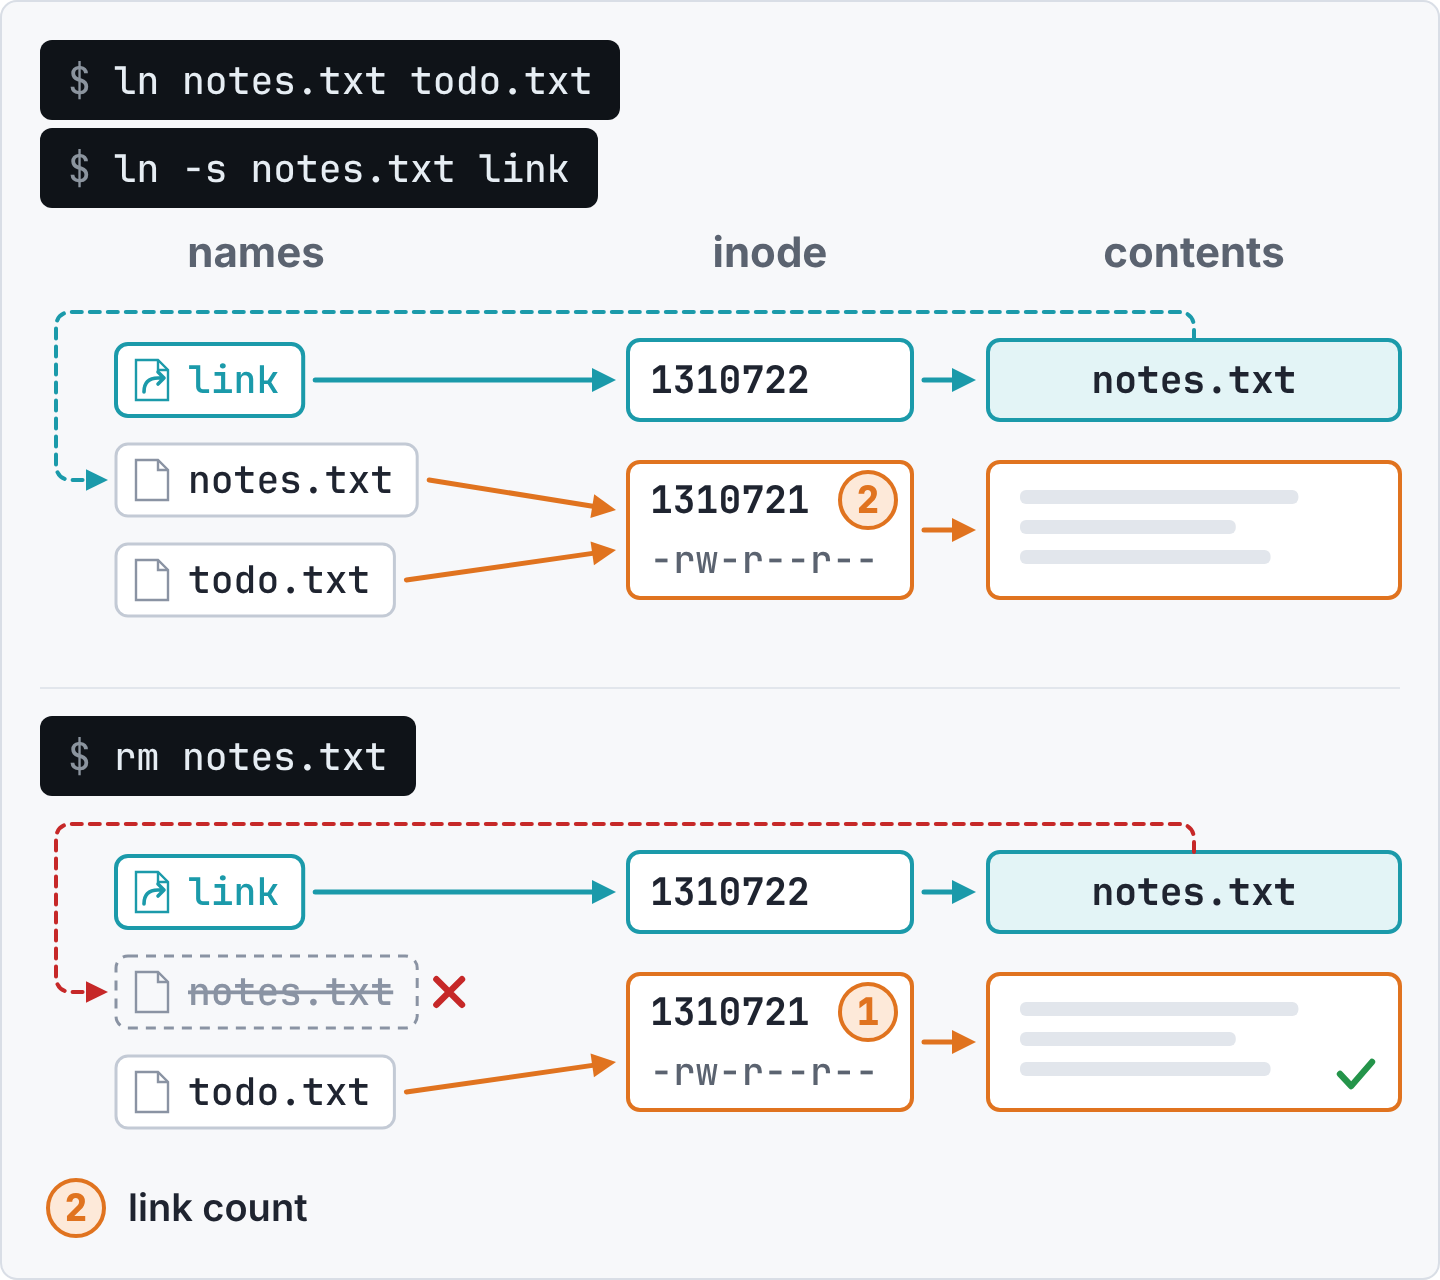 $ ln notes.txt todo.txt
$ ln -s notes.txt link
names inode contents
link 1310722 notes.txt
notes.txt 1310721 2
-rw-r--r--
todo.txt
$ rm notes.txt
link 1310722 notes.txt
notes.txt 1310721 1
-rw-r--r--
todo.txt
2 link count